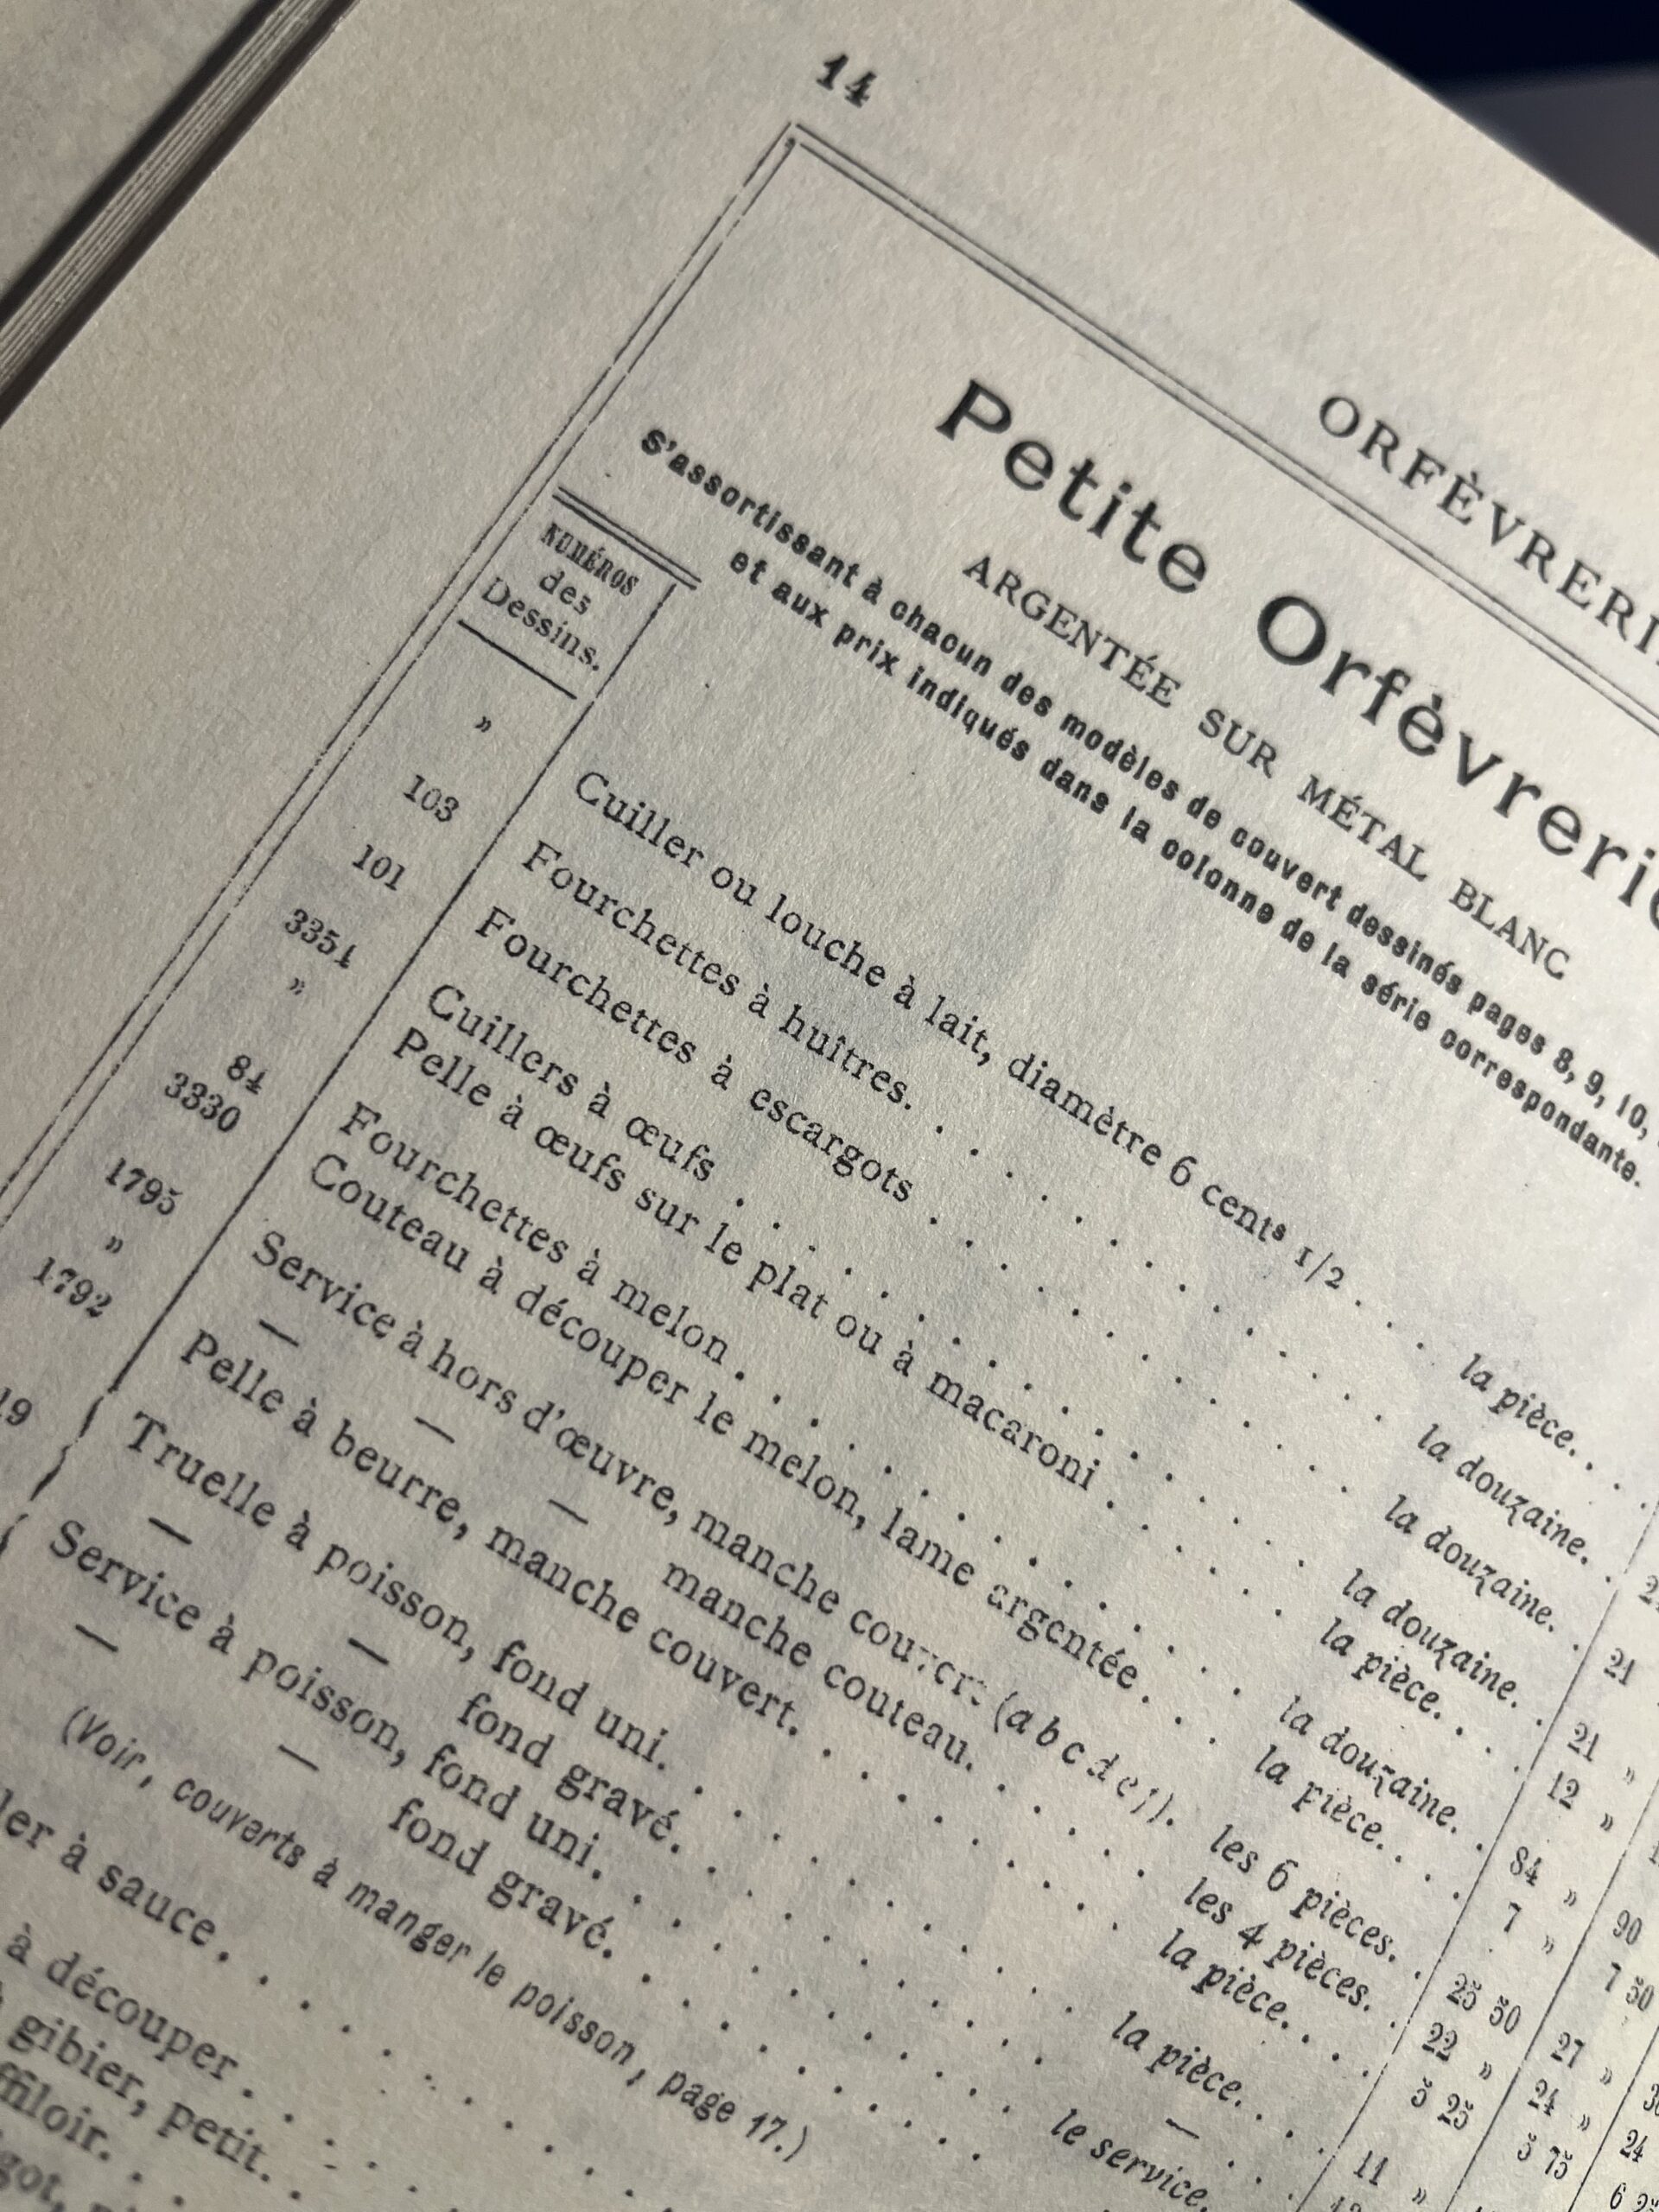 14
ORFÈVRERI
Petite Orfèvrerie
ARGENTÉE SUR MÉTAL BLANC
S'assortissant à chacun des modèles de couvert dessinés pages 8, 9, 10,
et aux prix indiqués dans la colonne de la série correspondante.
NUMÉROS
des
Dessins.
» Cuiller ou louche à lait, diamètre 6 cents 1/2 . . . la pièce. . . .
103 Fourchettes à huîtres. . . . . . . . la douzaine. .
101 Fourchettes à escargots . . . . . . . la douzaine. . 21
3354 Cuillers à œufs . . . . . . . . . la douzaine. . 21 »
» Pelle à œufs sur le plat ou à macaroni . . . . . la pièce. . . 12 »
84 Fourchettes à melon . . . . . . . . la douzaine. . 84 » 90
3330 Couteau à découper le melon, lame argentée. . . . la pièce. . . . 7 » 7 50
1795 Service à hors d'œuvre, manche couvert (a b c d e f). les 6 pièces. . 25 50 27 »
» — — — manche couteau. . . . . . les 4 pièces. . 22 » 24 » 24
1792 Pelle à beurre, manche couvert. . . . . . . la pièce. . . . 5 25 5 75 6
Truelle à poisson, fond uni. . . . . . . . la pièce. . . . 11 »
— — fond gravé. . . . . . . . — . .
19 Service à poisson, fond uni. . . . . . . . le service.
— — fond gravé. . . . . . .
(Voir, couverts à manger le poisson, page 17.)
ler à sauce. . . . .
à découper . . . .
gibier, petit. . .
ffiloir. . .